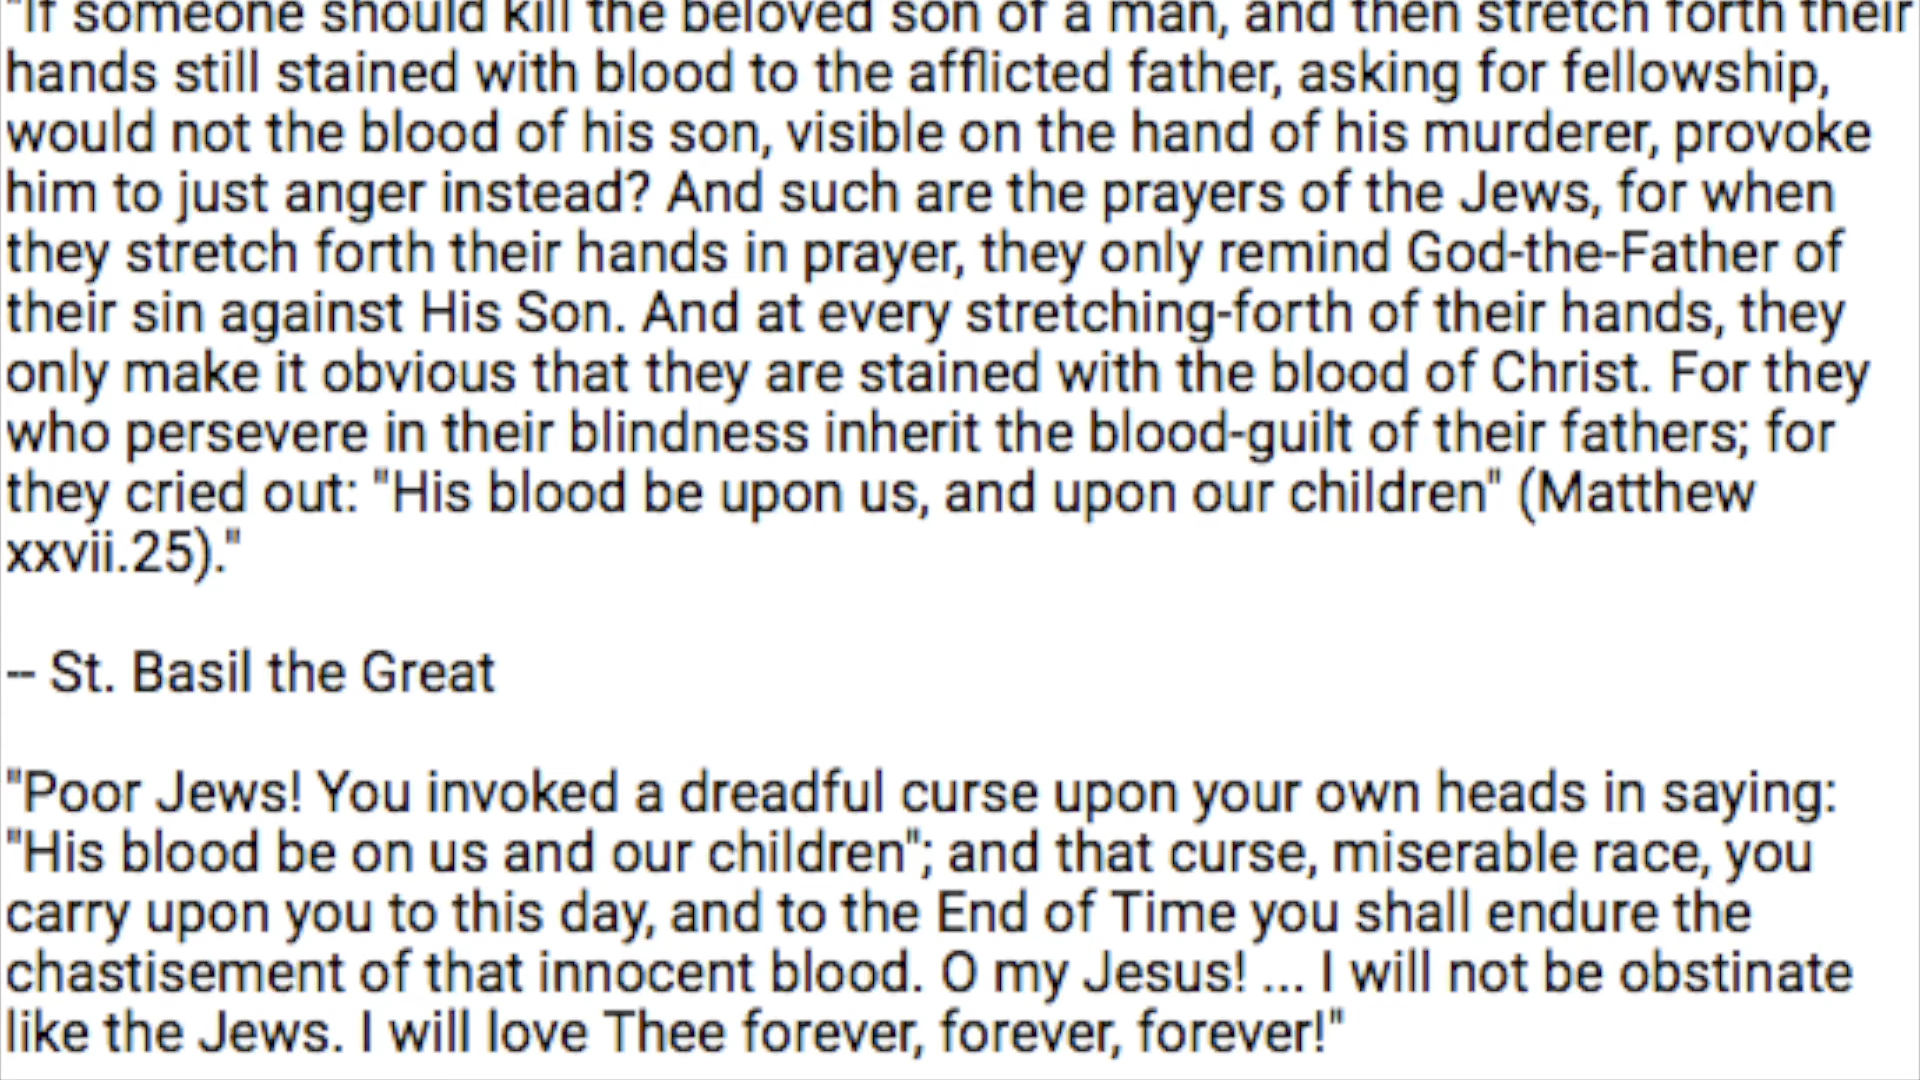 "If someone should kill the beloved son of a man, and then stretch forth their
hands still stained with blood to the afflicted father, asking for fellowship,
would not the blood of his son, visible on the hand of his murderer, provoke
him to just anger instead? And such are the prayers of the Jews, for when
they stretch forth their hands in prayer, they only remind God-the-Father of
their sin against His Son. And at every stretching-forth of their hands, they
only make it obvious that they are stained with the blood of Christ. For they
who persevere in their blindness inherit the blood-guilt of their fathers; for
they cried out: "His blood be upon us, and upon our children" (Matthew
xxvii.25)."
-- St. Basil the Great
"Poor Jews! You invoked a dreadful curse upon your own heads in saying:
"His blood be on us and our children"; and that curse, miserable race, you
carry upon you to this day, and to the End of Time you shall endure the
chastisement of that innocent blood. O my Jesus! ... I will not be obstinate
like the Jews. I will love Thee forever, forever, forever!"